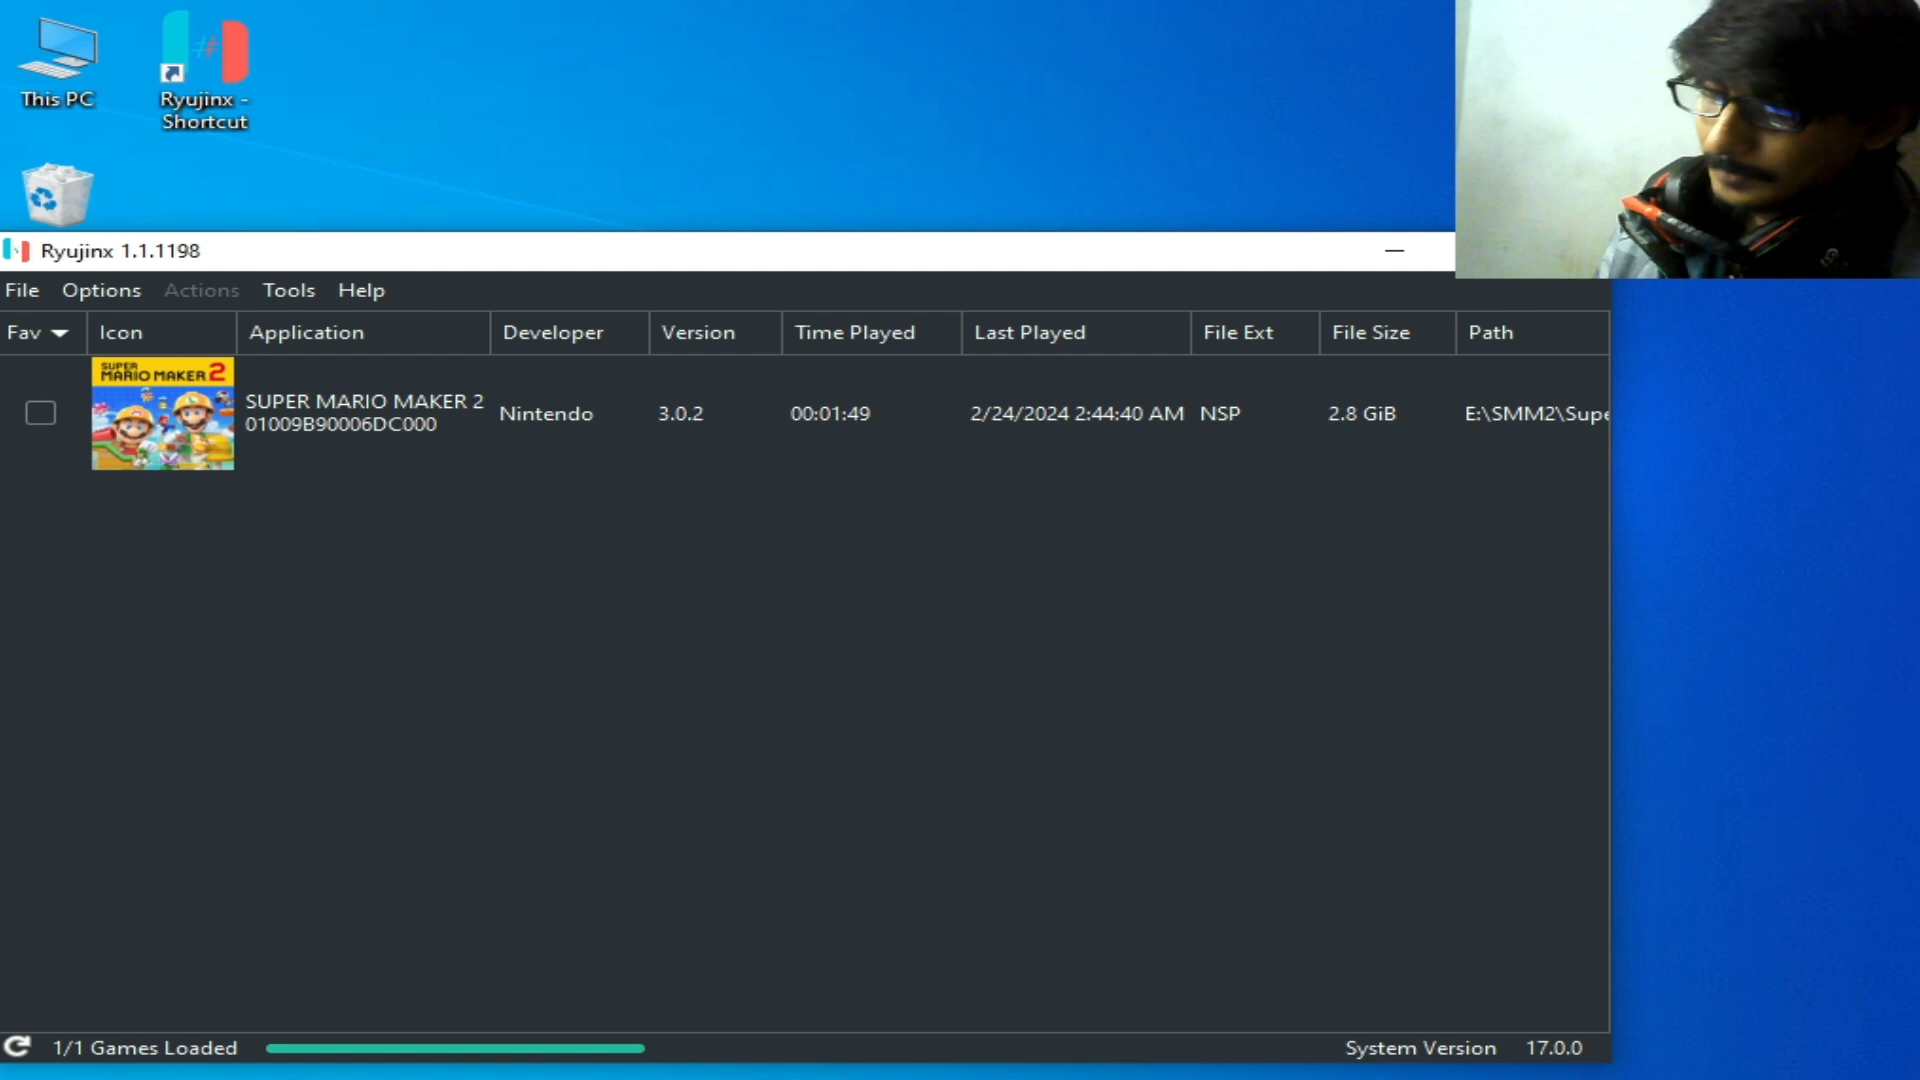 This PC
Ryujinx -
Shortcut
Ryujinx 1.1.1198
File Options Actions Tools Help
Fav Icon Application Developer Version Time Played Last Played File Ext File Size Path
SUPER
MARIO MAKER 2
SUPER MARIO MAKER 2
01009B90006DC000
Nintendo 3.0.2 00:01:49 2/24/2024 2:44:40 AM NSP 2.8 GiB E:\SMM2\Supe
1/1 Games Loaded System Version 17.0.0